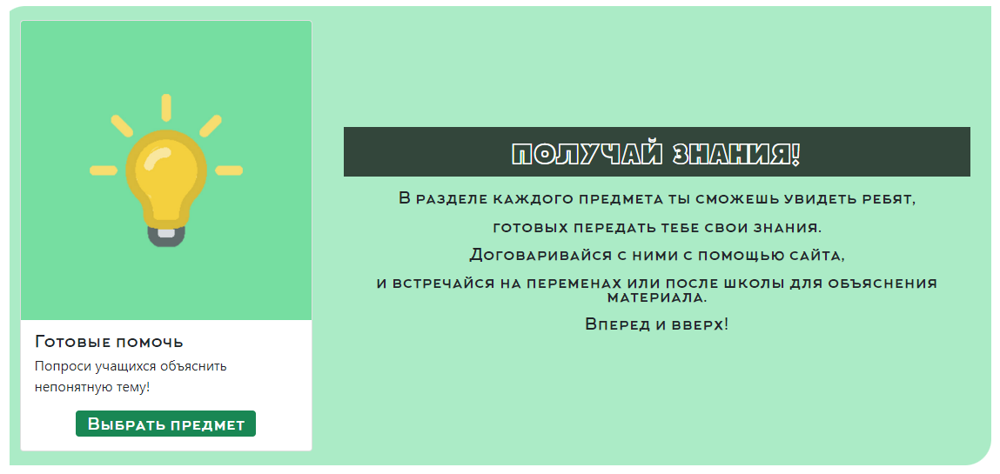 ПОЛУЧАЙ ЗНАНИЯ!
В разделе каждого предмета ты сможешь увидеть ребят,
готовых передать тебе свои знания.
Договаривайся с ними с помощью сайта,
и встречайся на переменах или после школы для объяснения
материала.
Вперед и вверх!
Готовые помочь
Попроси учащихся объяснить
непонятную тему!
Выбрать предмет